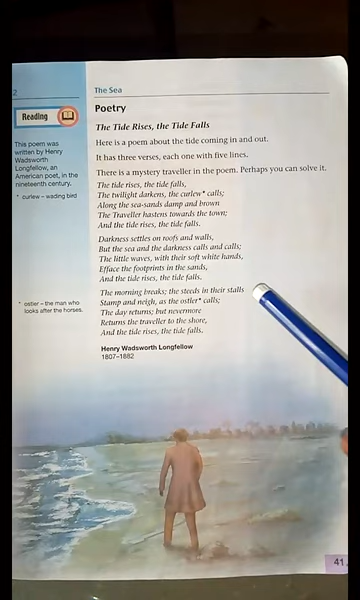 2
The Sea
Reading
Poetry
The Tide Rises, the Tide Falls
This poem was
written by Henry
Wadsworth
Longfellow, an
American poet, in the
nineteenth century.
* curlew – wading bird
Here is a poem about the tide coming in and out.
It has three verses, each one with five lines.
There is a mystery traveller in the poem. Perhaps you can solve it.
The tide rises, the tide falls,
The twilight darkens, the curlew* calls;
Along the sea-sands damp and brown
The Traveller hastens towards the town;
And the tide rises, the tide falls.
Darkness settles on roofs and walls,
But the sea and the darkness calls and calls;
The little waves, with their soft white hands,
Efface the footprints in the sands,
And the tide rises, the tide falls.
* ostler – the man who
looks after the horses.
The morning breaks; the steeds in their stalls
Stamp and neigh, as the ostler* calls;
The day returns; but nevermore
Returns the traveller to the shore,
And the tide rises, the tide falls.
Henry Wadsworth Longfellow
1807–1882
41